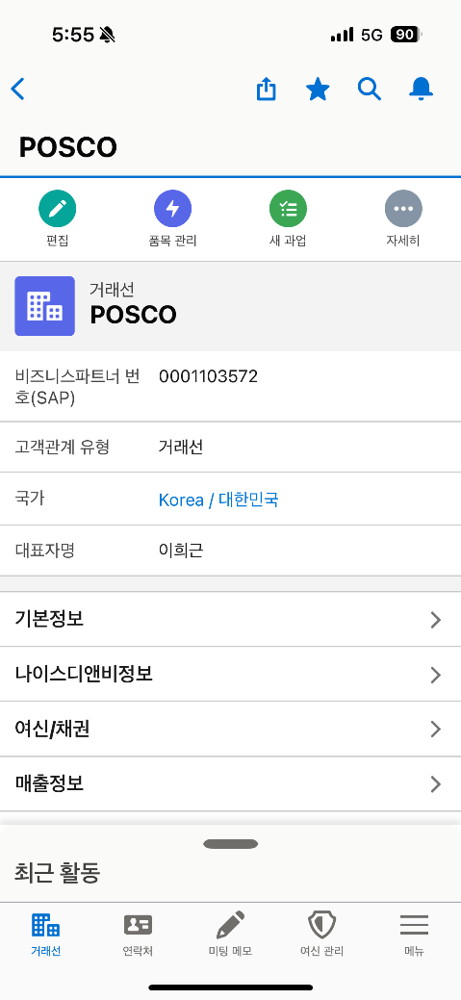 5:55 5G 90
POSCO
편집 품목 관리 새 과업 자세히
거래선
POSCO
비즈니스파트너 번 0001103572
호(SAP)
고객관계 유형 거래선
국가 Korea / 대한민국
대표자명 이희근
기본정보
나이스디앤비정보
여신/채권
매출정보
최근 활동
거래선 연락처 미팅 메모 여신 관리 메뉴